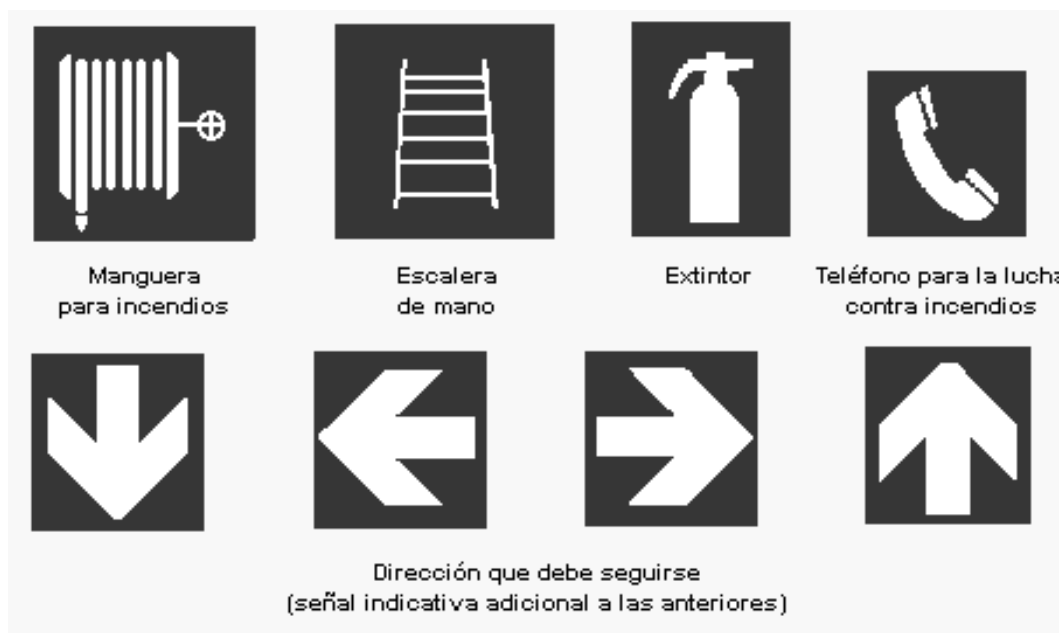 Manguera
para incendios
Escalera
de mano
Extintor
Teléfono para la lucha
contra incendios
Dirección que debe seguirse
(señal indicativa adicional a las anteriores)